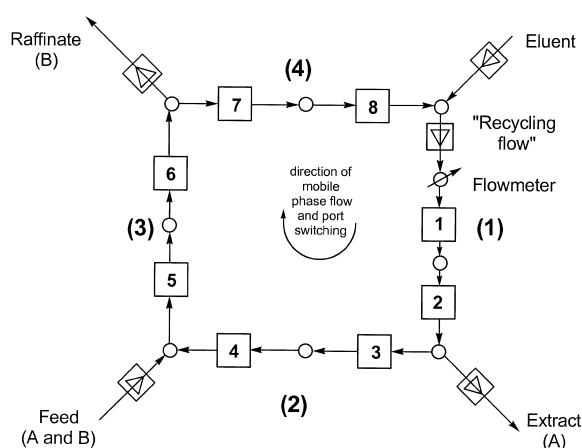 Raffinate
(B)
(4)
Eluent
7
8
"Recycling
flow"
6
direction of
mobile
phase flow
and port
switching
Flowmeter
(3)
1
(1)
5
2
4
3
Feed
(A and B)
(2)
Extract
(A)